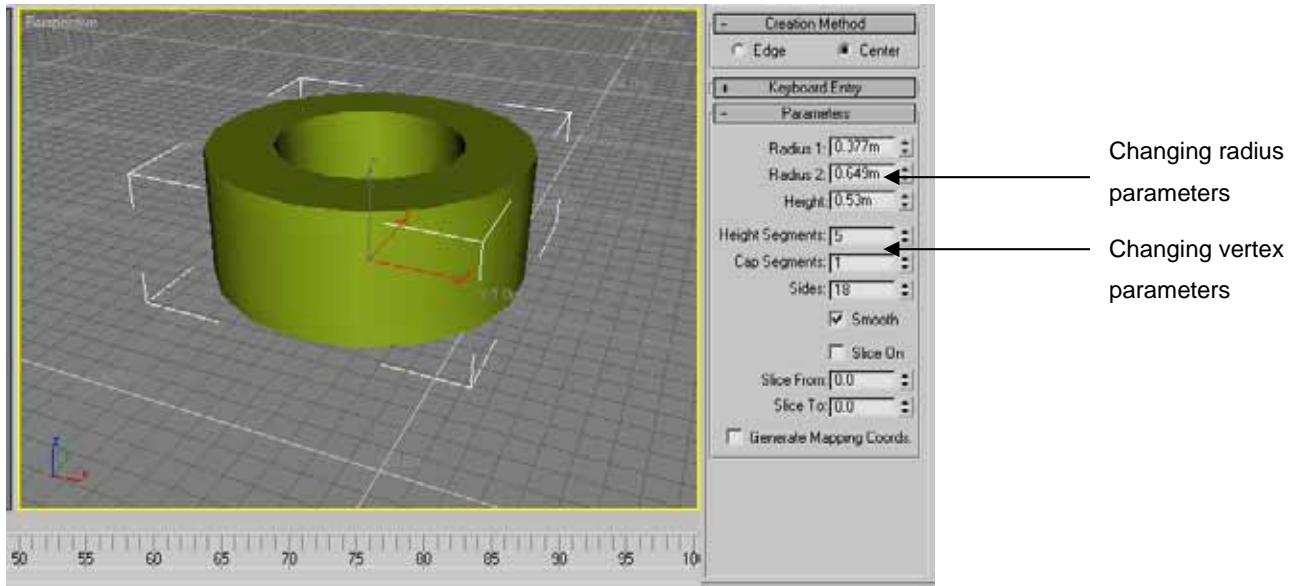 Perspective
- Creation Method
Edge Center
+ Keyboard Entry
- Parameters
Radius 1: 0.377m
Radius 2: 0.649m
Height: 0.53m
Height Segments: 5
Cap Segments: 1
Sides: 18
Smooth
Slice On
Slice From: 0.0
Slice To: 0.0
Generate Mapping Coords.
Changing radius
parameters
Changing vertex
parameters
z
x
50 55 60 65 70 75 80 85 90 95 100